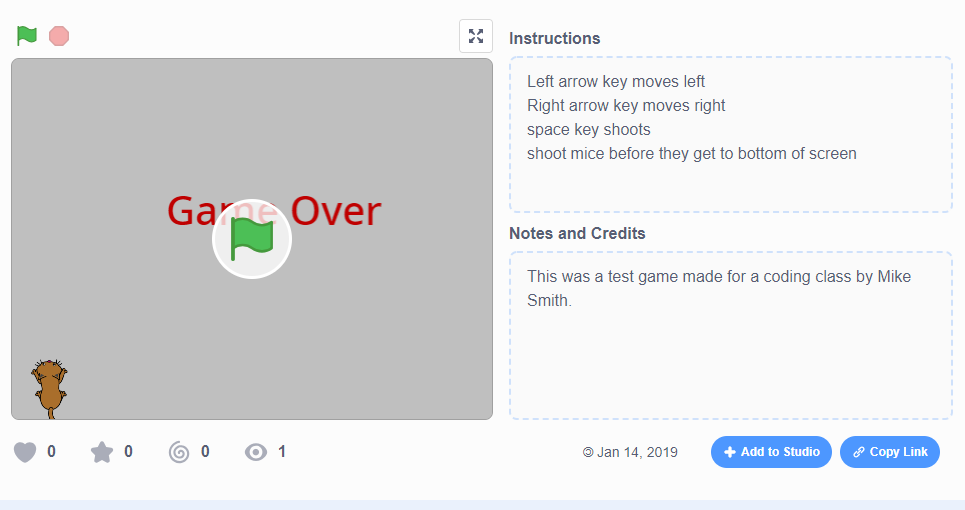 Instructions
Left arrow key moves left
Right arrow key moves right
space key shoots
shoot mice before they get to bottom of screen
Game Over
Notes and Credits
This was a test game made for a coding class by Mike
Smith.
0
0
0
1
© Jan 14, 2019
Add to Studio
Copy Link